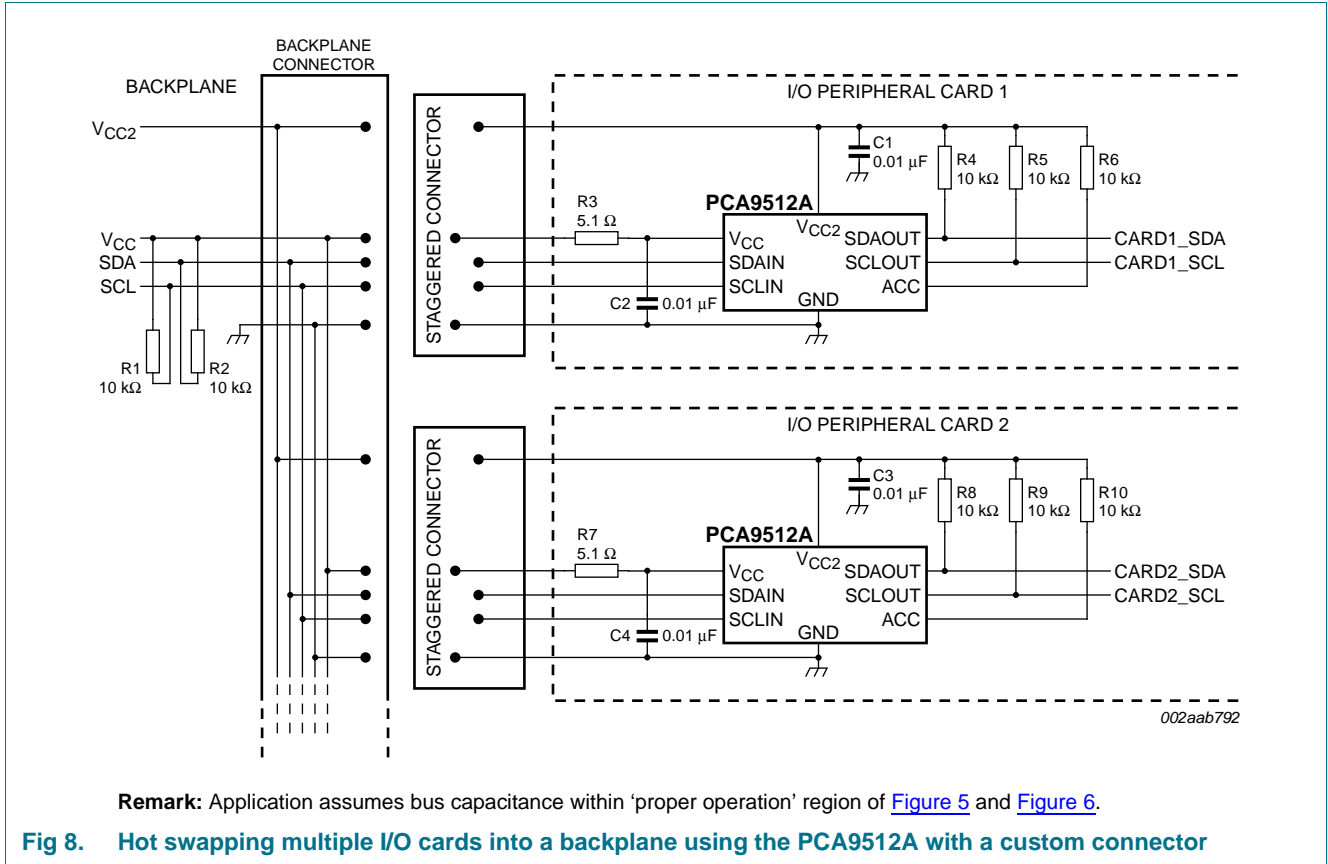 BACKPLANE
CONNECTOR
BACKPLANE
VCC2
VCC
SDA
SCL
R1
10 kΩ
R2
10 kΩ
STAGGERED CONNECTOR
I/O PERIPHERAL CARD 1
R3
5.1 Ω
C2
0.01 μF
C1
0.01 μF
R4
10 kΩ
R5
10 kΩ
R6
10 kΩ
PCA9512A
VCC
VCC2
SDAOUT
SDAIN
SCLOUT
SCLIN
ACC
GND
CARD1_SDA
CARD1_SCL
STAGGERED CONNECTOR
I/O PERIPHERAL CARD 2
R7
5.1 Ω
C4
0.01 μF
C3
0.01 μF
R8
10 kΩ
R9
10 kΩ
R10
10 kΩ
PCA9512A
VCC
VCC2
SDAOUT
SDAIN
SCLOUT
SCLIN
ACC
GND
CARD2_SDA
CARD2_SCL
002aab792
Remark: Application assumes bus capacitance within ‘proper operation’ region of Figure 5 and Figure 6.
Fig 8. Hot swapping multiple I/O cards into a backplane using the PCA9512A with a custom connector